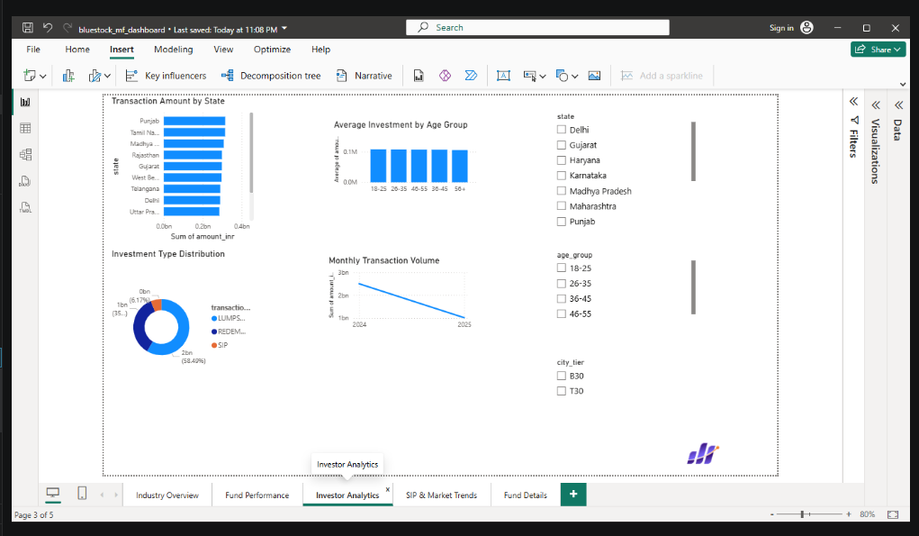 bluestock_mf_dashboard • Last saved: Today at 11:08 PM
Search
Sign in
File Home Insert Modeling View Optimize Help
Share
Key influencers
Decomposition tree
Narrative
Add a sparkline
Transaction Amount by State
state
Punjab
Tamil Na...
Madhya ...
Rajasthan
Gujarat
West Be...
Telangana
Delhi
Uttar Pra...
0.0bn 0.2bn 0.4bn
Sum of amount_inr
Average Investment by Age Group
Average of amou...
0.1M
0.0M
18-25 26-35 46-55 36-45 56+
state
Delhi
Gujarat
Haryana
Karnataka
Madhya Pradesh
Maharashtra
Punjab
Investment Type Distribution
0bn
(6.17%)
1bn
(35...)
2bn
(58.49%)
transactio...
LUMPS...
REDEM...
SIP
Monthly Transaction Volume
Sum of amount_i...
3bn
2bn
1bn
2024 2025
age_group
18-25
26-35
36-45
46-55
city_tier
B30
T30
Filters
Visualizations
Data
Investor Analytics
Industry Overview
Fund Performance
Investor Analytics
SIP & Market Trends
Fund Details
Page 3 of 5
80%